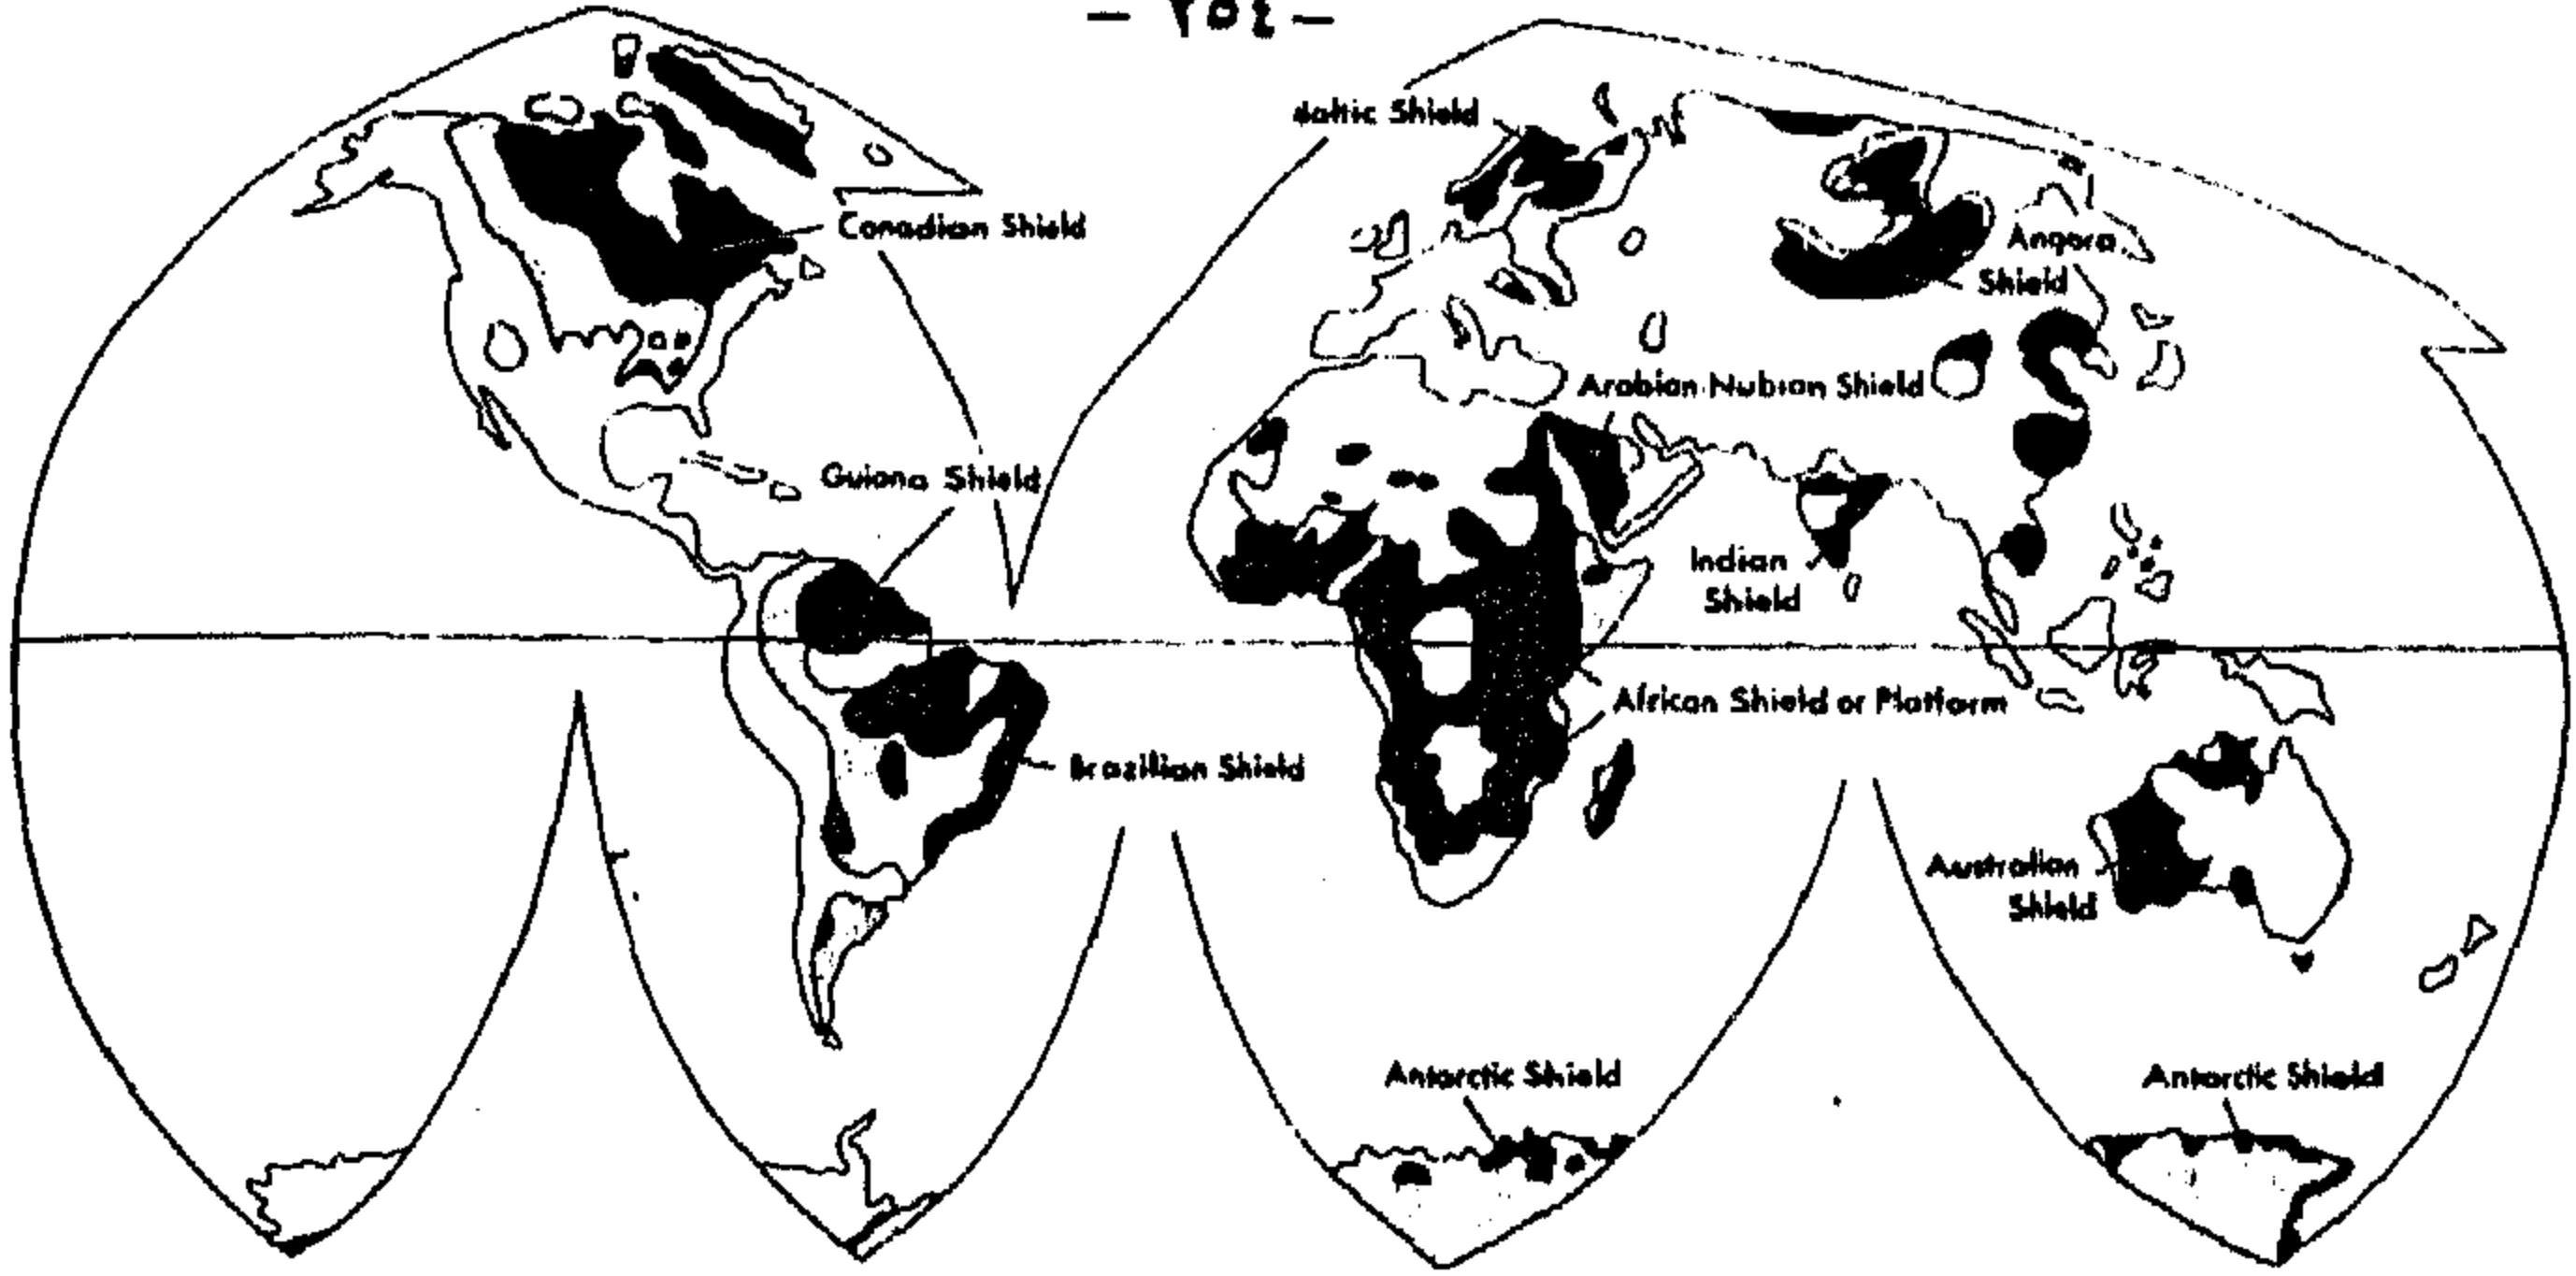 — ٢٥٤ —
Baltic Shield
Canadian Shield
Angara
Shield
Arabian-Nubian Shield
Guiana Shield
Indian
Shield
African Shield or Platform
Brazilian Shield
Australian
Shield
Antarctic Shield
Antarctic Shield